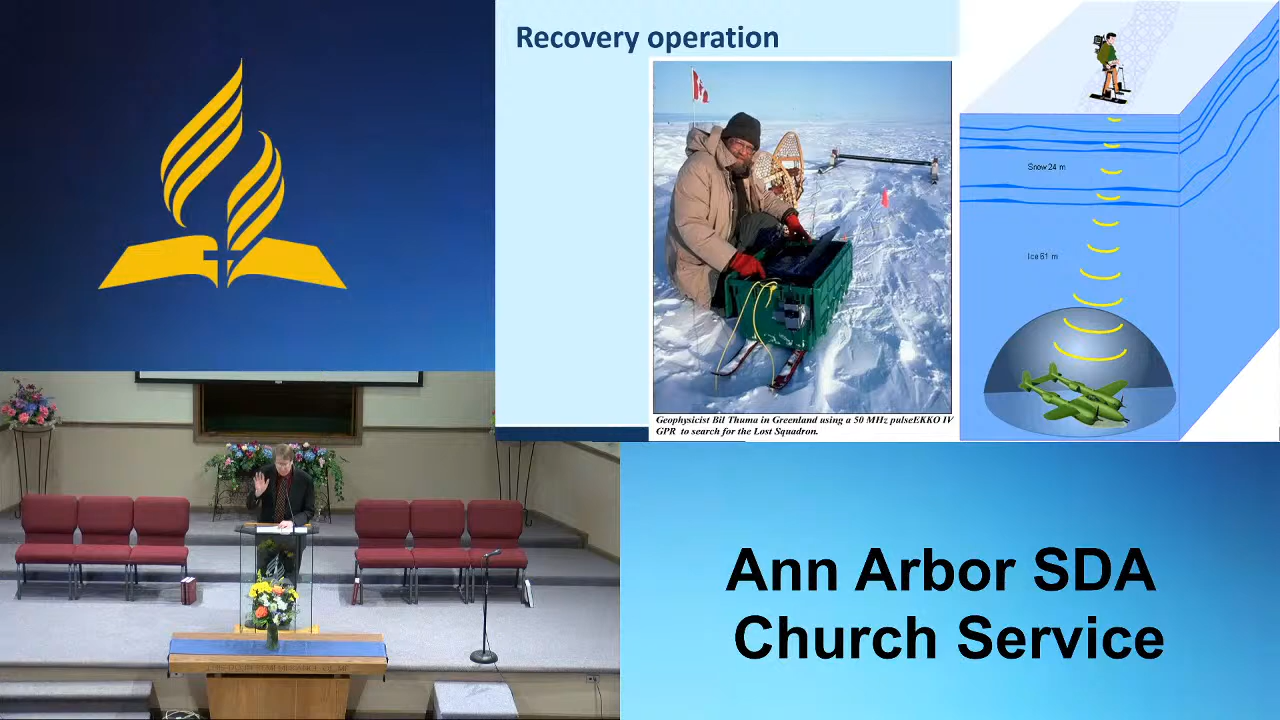 Recovery operation
Snow 24 m
Ice 61 m
Geophysicist Bil Thuma in Greenland using a 50 MHz pulseEKKO IV
GPR to search for the Lost Squadron.
Ann Arbor SDA
Church Service